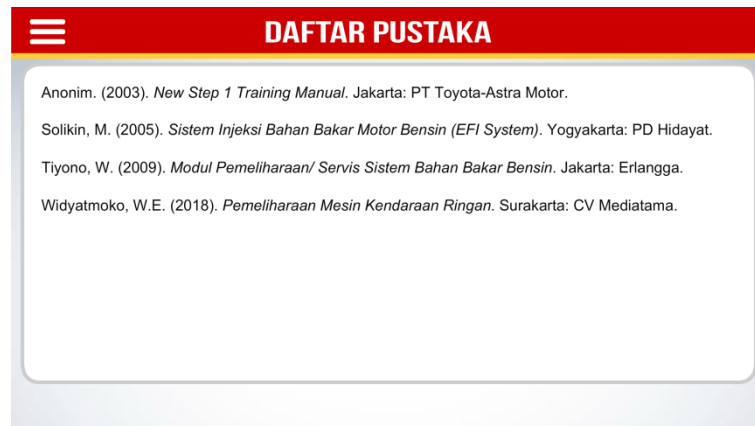 DAFTAR PUSTAKA
Anonim. (2003). New Step 1 Training Manual. Jakarta: PT Toyota-Astra Motor.
Solikin, M. (2005). Sistem Injeksi Bahan Bakar Motor Bensin (EFI System). Yogyakarta: PD Hidayat.
Tiyono, W. (2009). Modul Pemeliharaan/ Servis Sistem Bahan Bakar Bensin. Jakarta: Erlangga.
Widyatmoko, W.E. (2018). Pemeliharaan Mesin Kendaraan Ringan. Surakarta: CV Mediatama.